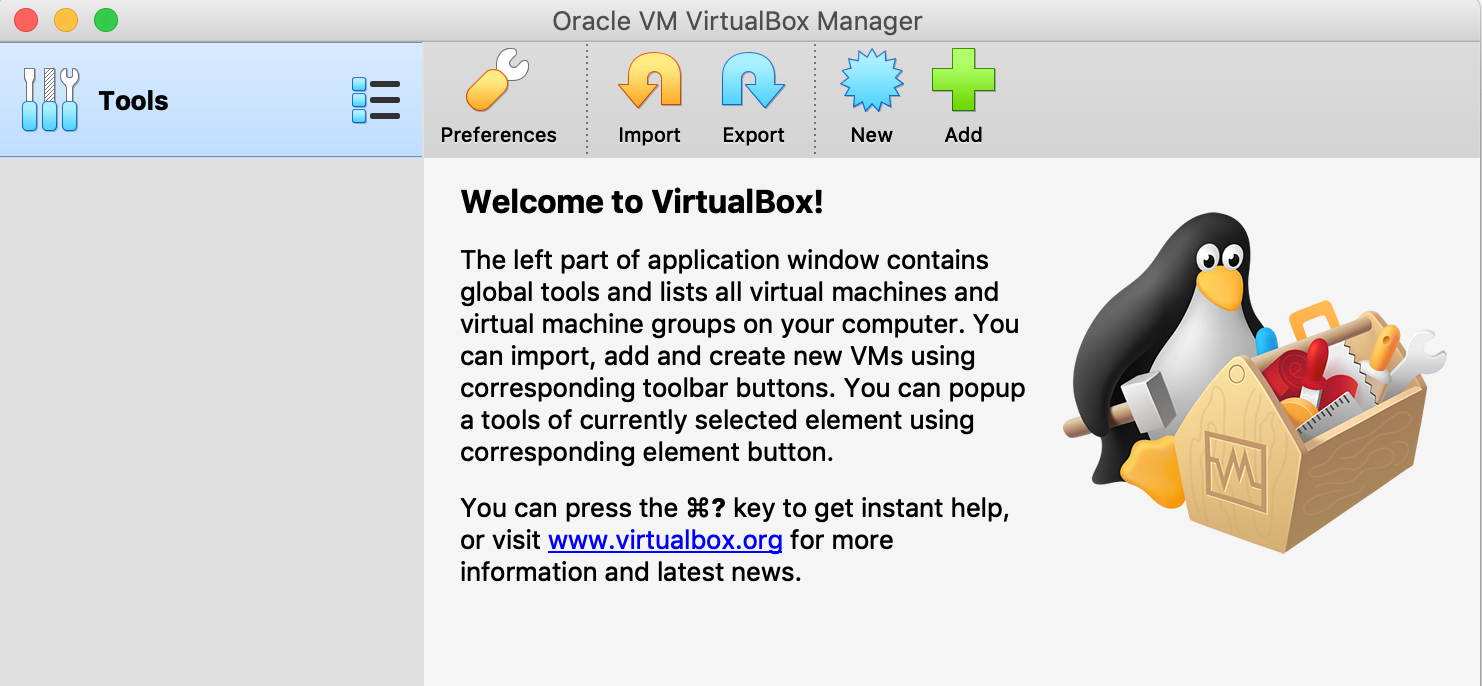 Oracle VM VirtualBox Manager
Tools
Preferences
Import
Export
New
Add
Welcome to VirtualBox!
The left part of application window contains
global tools and lists all virtual machines and
virtual machine groups on your computer. You
can import, add and create new VMs using
corresponding toolbar buttons. You can popup
a tools of currently selected element using
corresponding element button.
You can press the ⌘? key to get instant help,
or visit www.virtualbox.org for more
information and latest news.